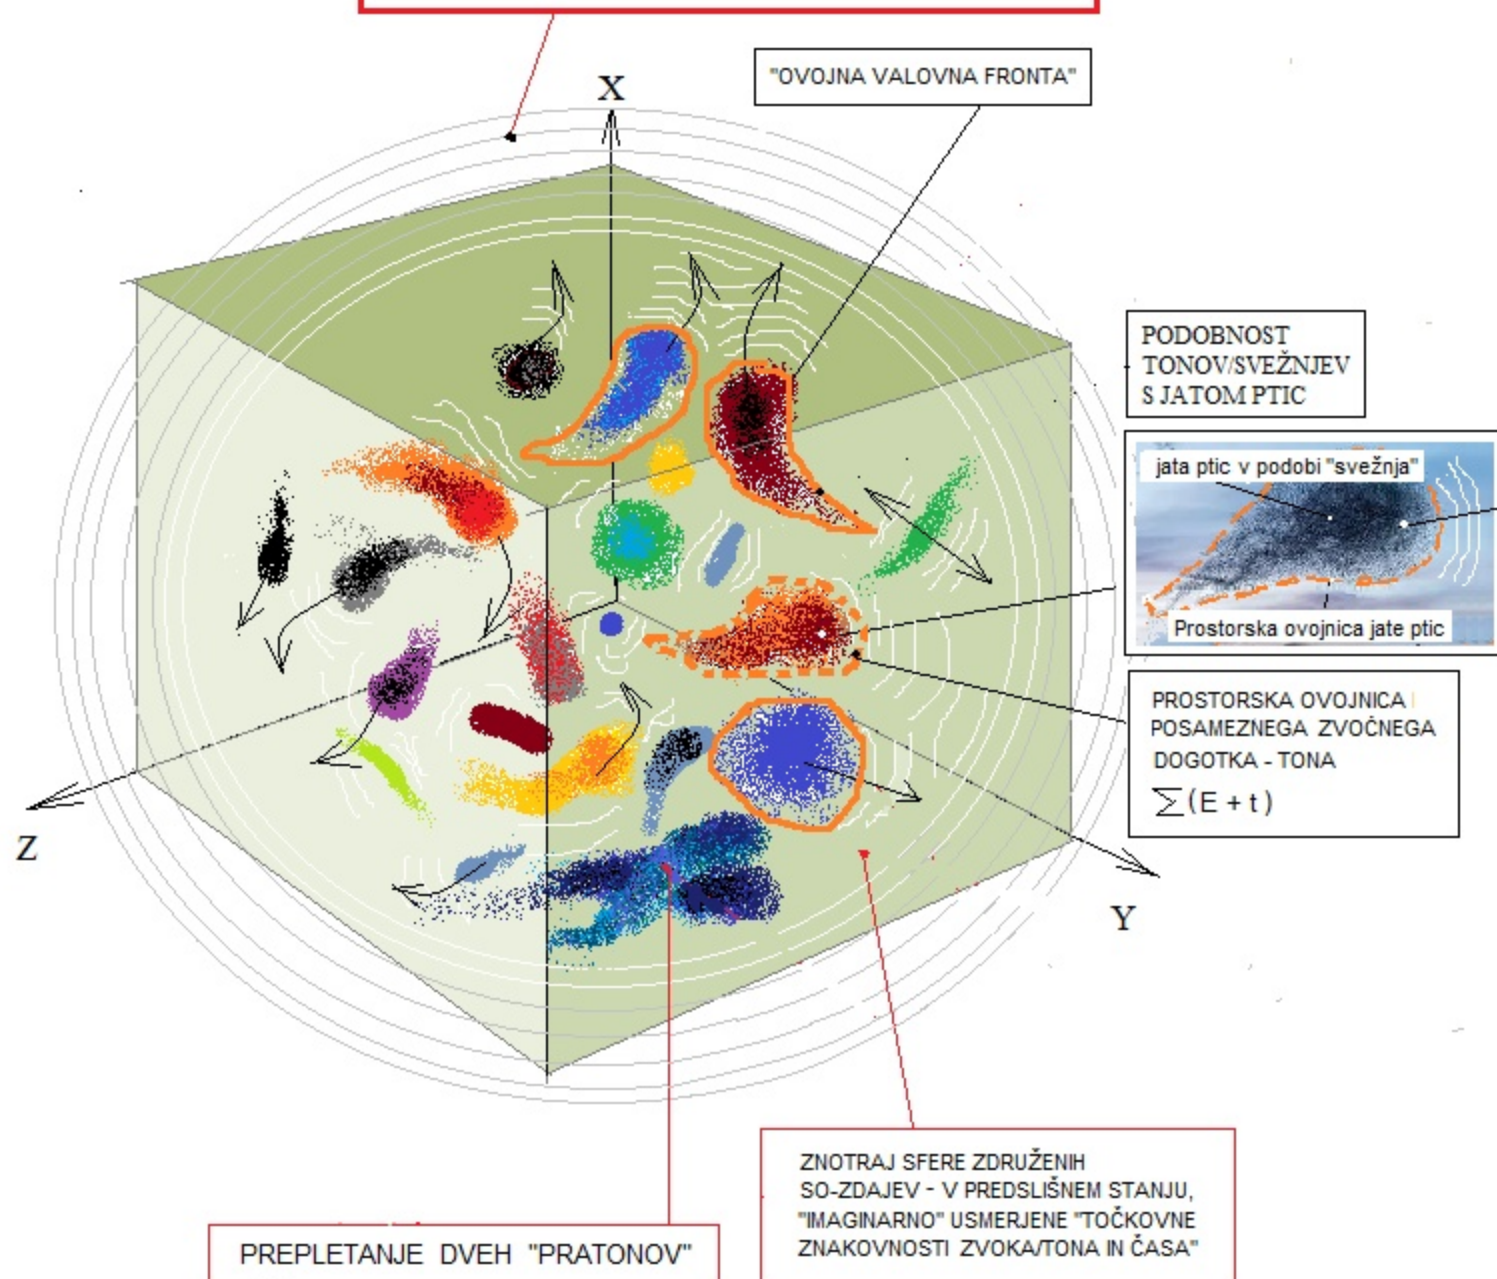 X
"OVOJNA VALOVNA FRONTA"
PODOBNOST
TONOV/SVEŽNJEV
S JATOM PTIC
jata ptic v podobi "svežnja"
Prostorska ovojnica jate ptic
PROSTORSKA OVOJNICA
POSAMEZNEGA ZVOČNEGA
DOGOTKA - TONA
∑(E + t)
Z
Y
ZNOTRAJ SFERE ZDRUŽENIH
SO-ZDAJEV - V PREDSLIŠNEM STANJU,
"IMAGINARNO" USMERJENE "TOČKOVNE
ZNAKOVNOSTI ZVOKA/TONA IN ČASA"
PREPLETANJE DVEH "PRATONOV"